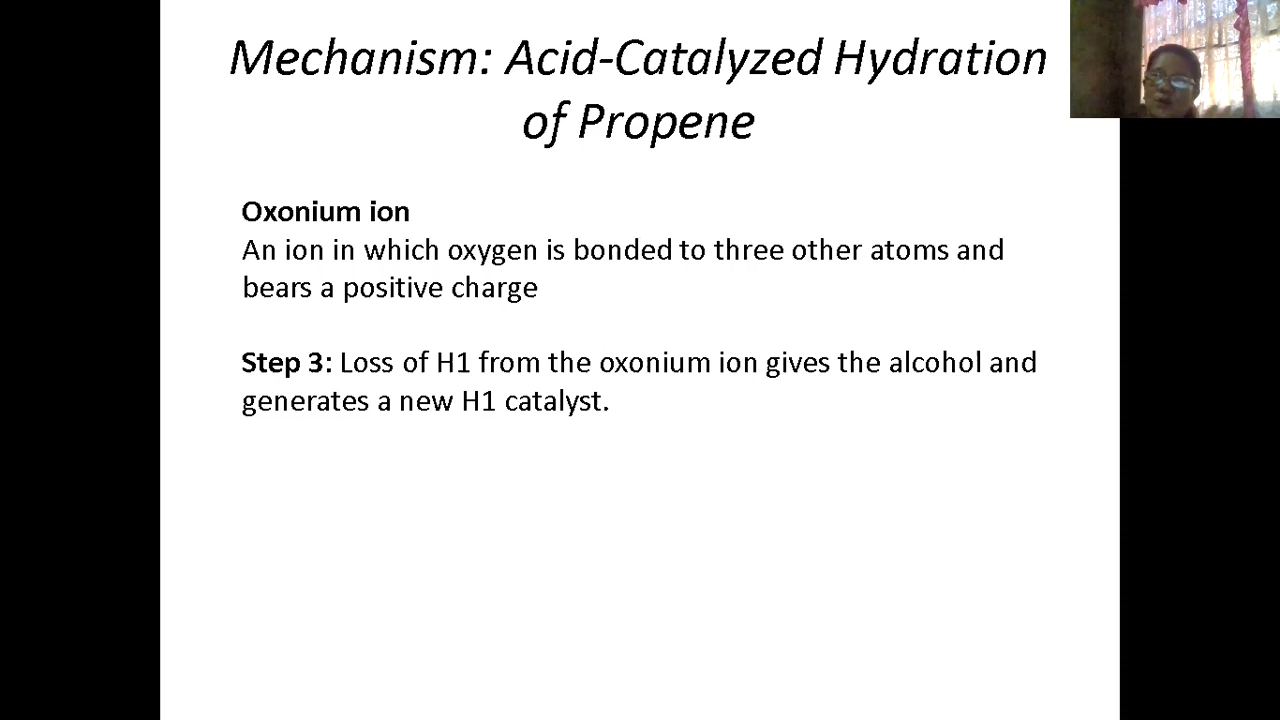 Mechanism: Acid-Catalyzed Hydration
of Propene
Oxonium ion
An ion in which oxygen is bonded to three other atoms and
bears a positive charge
Step 3: Loss of H1 from the oxonium ion gives the alcohol and
generates a new H1 catalyst.